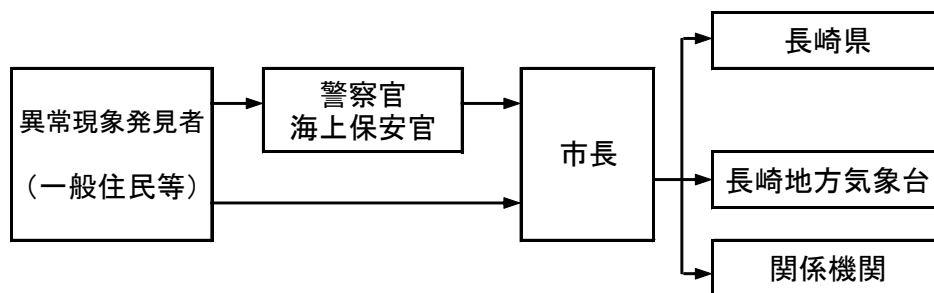 異常現象発見者
（一般住民等）
警察官
海上保安官
市長
長崎県
長崎地方気象台
関係機関